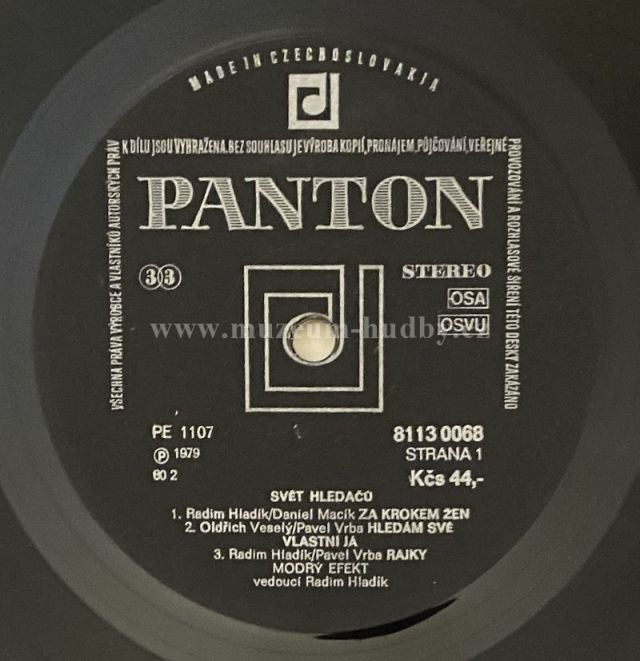 MADE IN CZECHOSLOVAKIA
VŠECHNA PRÁVA VÝROBCE A VLASTNÍKŮ AUTORSKÝCH PRÁV
K DÍLU JSOU VYHRAŽENA. BEZ SOUHLASU JE VÝROBA KOPIÍ, PRONÁJEM, PŮJČOVÁNÍ, VEŘEJNÉ
PROVOZOVÁNÍ A ROZHLASOVÉ ŠÍŘENÍ TÉTO DESKY ZAKÁZÁNO
PANTON
33
STEREO
OSA
OSVU
www.muzeum-hudby.cz
PE 1107
8113 0068
Ⓟ 1979
STRANA 1
60 2
Kčs 44,-
SVĚT HLEDAČŮ
1. Radim Hladík/Daniel Macík ZA KROKEM ŽEN
2. Oldřich Veselý/Pavel Vrba HLEDÁM SVÉ
VLASTNÍ JÁ
3. Radim Hladík/Pavel Vrba RAJKY
MODRÝ EFEKT
vedoucí Radim Hladík